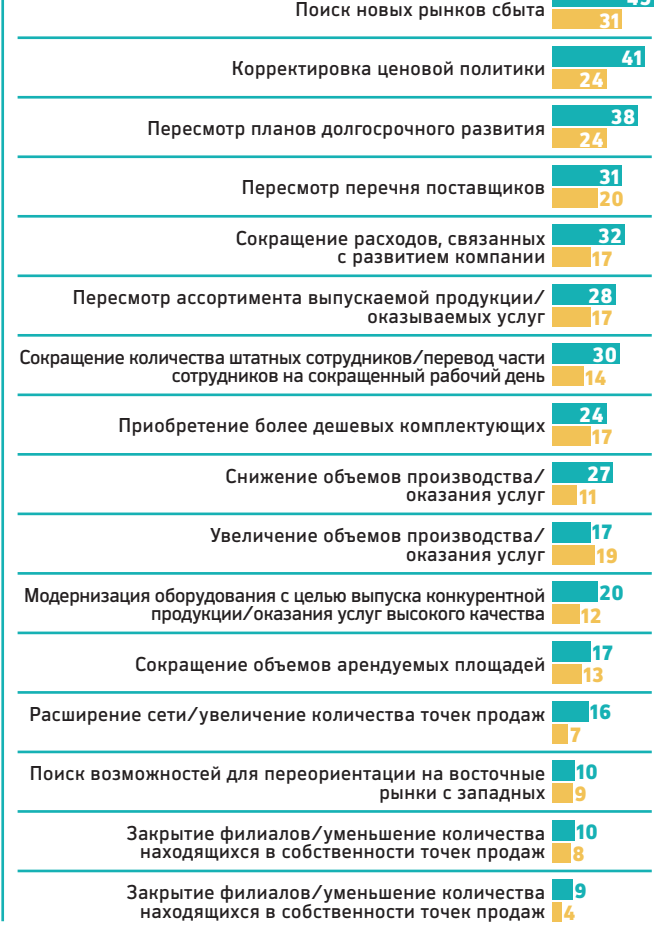 Поиск новых рынков сбыта
31
Корректировка ценовой политики
41
24
Пересмотр планов долгосрочного развития
38
24
Пересмотр перечня поставщиков
31
20
Сокращение расходов, связанных
с развитием компании
32
17
Пересмотр ассортимента выпускаемой продукции/
оказываемых услуг
28
17
Сокращение количества штатных сотрудников/перевод части
сотрудников на сокращенный рабочий день
30
14
Приобретение более дешевых комплектующих
24
17
Снижение объемов производства/
оказания услуг
27
11
Увеличение объемов производства/
оказания услуг
17
19
Модернизация оборудования с целью выпуска конкурентной
продукции/оказания услуг высокого качества
20
12
Сокращение объемов арендуемых площадей
17
13
Расширение сети/увеличение количества точек продаж
16
7
Поиск возможностей для переориентации на восточные
рынки с западных
10
9
Закрытие филиалов/уменьшение количества
находящихся в собственности точек продаж
10
8
Закрытие филиалов/уменьшение количества
находящихся в собственности точек продаж
9
4